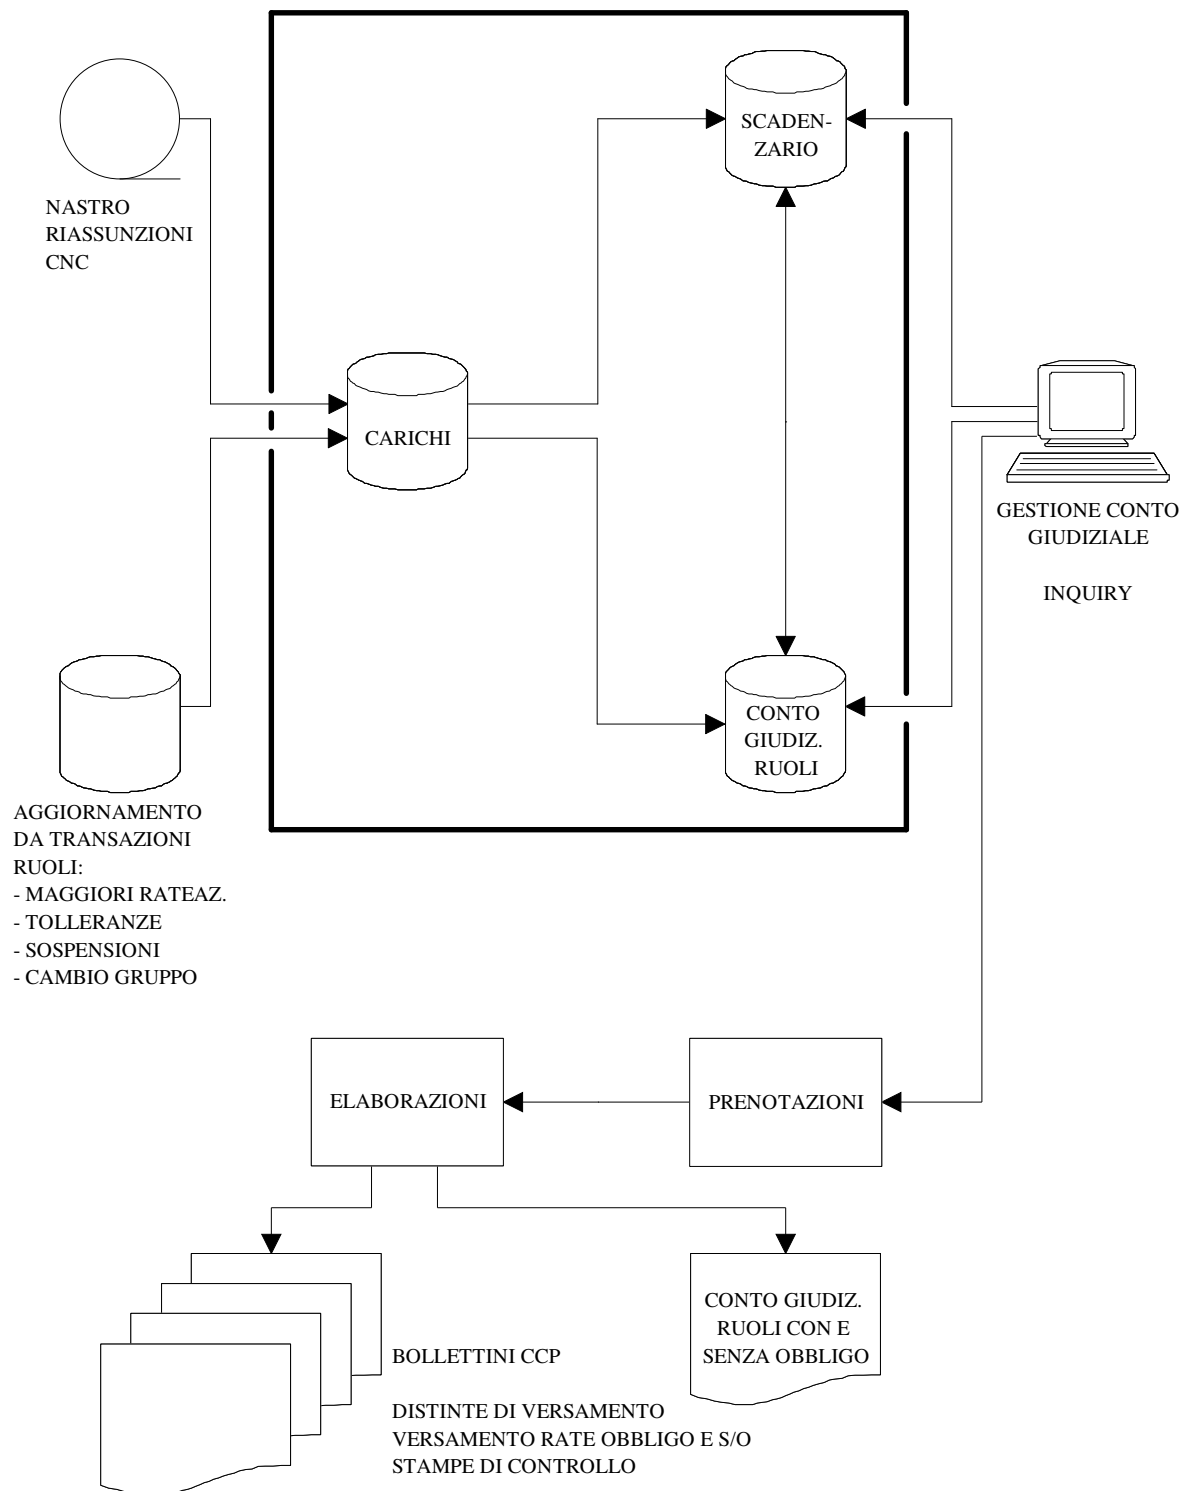 SCADEN-
ZARIO
NASTRO
RIASSUNZIONI
CNC
CARICHI
GESTIONE CONTO
GIUDIZIALE
INQUIRY
CONTO
GIUDIZ.
RUOLI
AGGIORNAMENTO
DA TRANSAZIONI
RUOLI:
- MAGGIORI RATEAZ.
- TOLLERANZE
- SOSPENSIONI
- CAMBIO GRUPPO
ELABORAZIONI
PRENOTAZIONI
CONTO GIUDIZ.
RUOLI CON E
SENZA OBBLIGO
BOLLETTINI CCP
DISTINTE DI VERSAMENTO
VERSAMENTO RATE OBBLIGO E S/O
STAMPE DI CONTROLLO